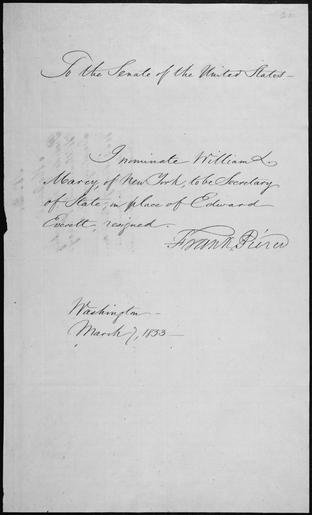 To the Senate of the United States—
I nominate William L.
Marcy, of New York, to be Secretary
of State, in place of Edward
Everett, resigned.
Frank. Pierce
Washington
March 7, 1853—